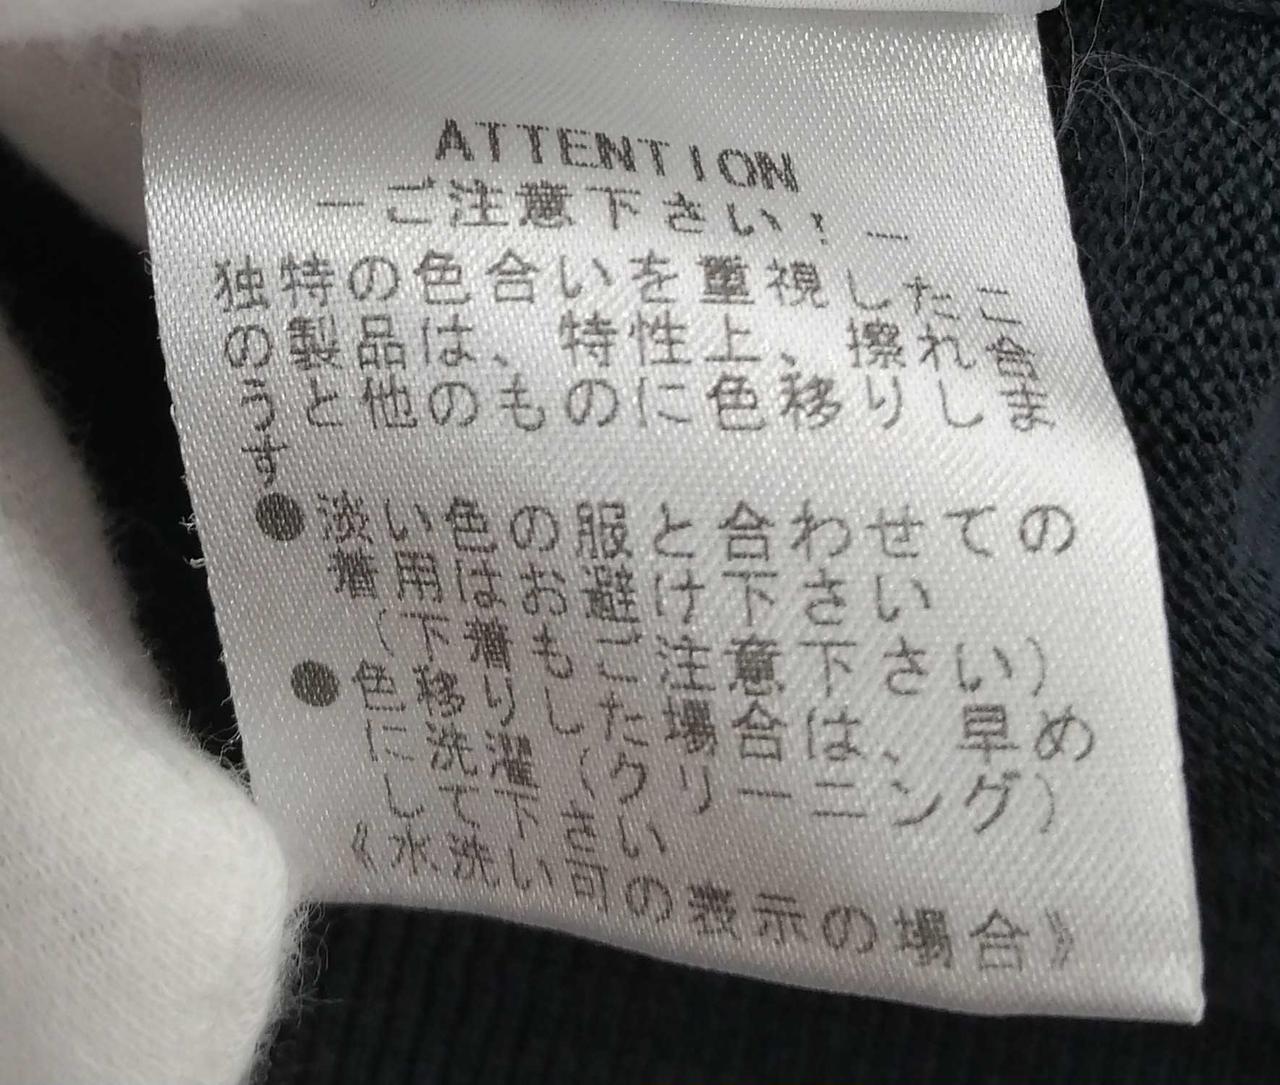 ATTENTION
－ご注意下さい！－
独特の色合いを重視したこ
の製品は、特性上、擦れ合
うと他のものに色移りしま
す
●淡い色の服と合わせての
着用はお避け下さい
（下着もご注意下さい）
●色移りした場合は、早め
に洗濯（クリーニング）
して下さい
《水洗い可の表示の場合》